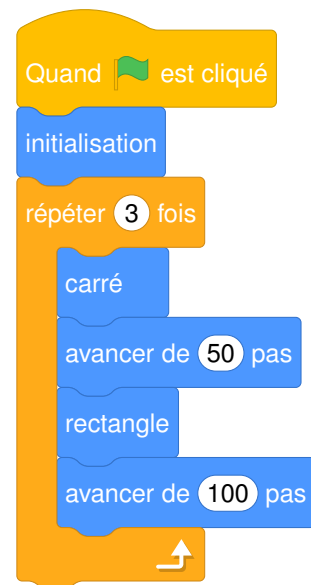 Quand est cliqué
initialisation
répéter 3 fois
carré
avancer de 50 pas
rectangle
avancer de 100 pas